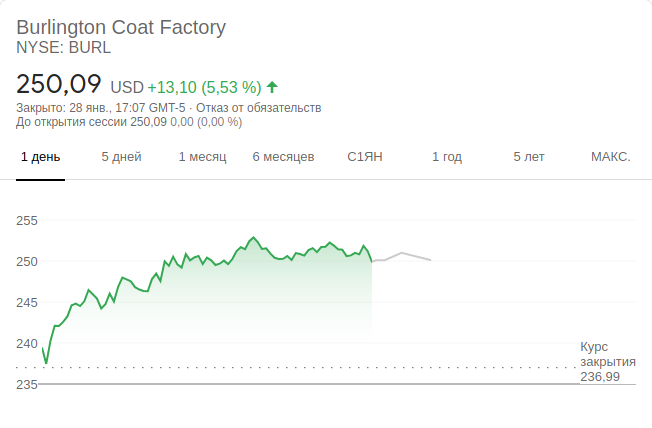 Burlington Coat Factory
NYSE: BURL
250,09 USD +13,10 (5,53 %)
Закрыто: 28 янв., 17:07 GMT-5 · Отказ от обязательств
До открытия сессии 250,09 0,00 (0,00 %)
1 день 5 дней 1 месяц 6 месяцев С1ЯН 1 год 5 лет МАКС.
255
250
245
240
Курс
закрытия
236,99
235